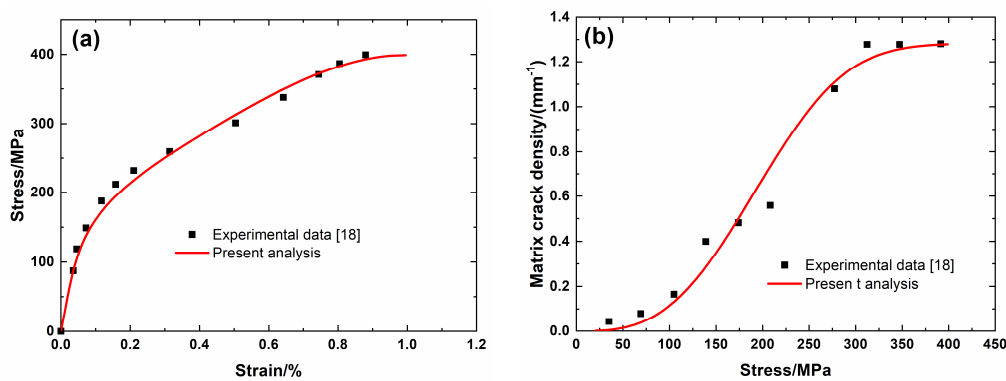 (a)
Stress/MPa
400
300
200
100
0
Experimental data [18]
Present analysis
0.0 0.2 0.4 0.6 0.8 1.0 1.2
Strain/%
(b)
Matrix crack density/(mm⁻¹)
1.4
1.2
1.0
0.8
0.6
0.4
0.2
0.0
Experimental data [18]
Presen t analysis
0 50 100 150 200 250 300 350 400 450
Stress/MPa